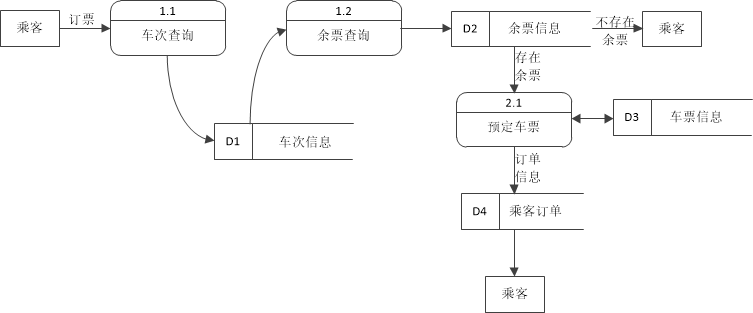 乘客
订票
1.1
车次查询
1.2
余票查询
D2
余票信息
不存在
余票
乘客
存在
余票
D1
车次信息
2.1
预定车票
D3
车票信息
订单
信息
D4
乘客订单
乘客